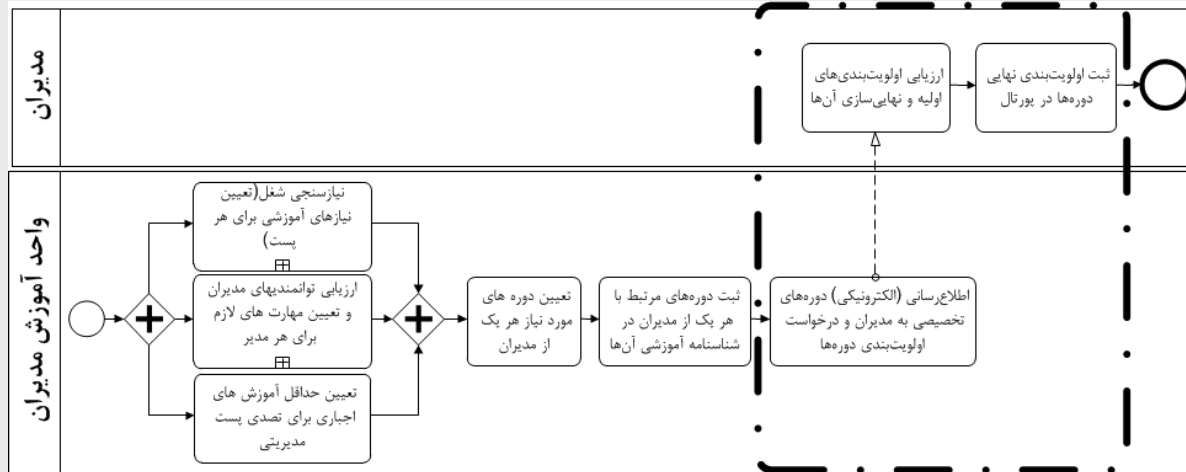 مدیران
ارزیابی اولویت‌بندی‌های
اولیه و نهایی‌سازی آن‌ها
ثبت اولویت‌بندی نهایی
دوره‌ها در پورتال
واحد آموزش مدیران
نیازسنجی شغل(تعیین
نیازهای آموزشی برای هر
پست)
ارزیابی توانمندیهای مدیران
و تعیین مهارت های لازم
برای هر مدیر
تعیین حداقل آموزش های
اجباری برای تصدی پست
مدیریتی
تعیین دوره های
مورد نیاز هر یک
از مدیران
ثبت دوره‌های مرتبط با
هر یک از مدیران در
شناسنامه آموزشی آن‌ها
اطلاع‌رسانی (الکترونیکی) دوره‌های
تخصیصی به مدیران و درخواست
اولویت‌بندی دوره‌ها